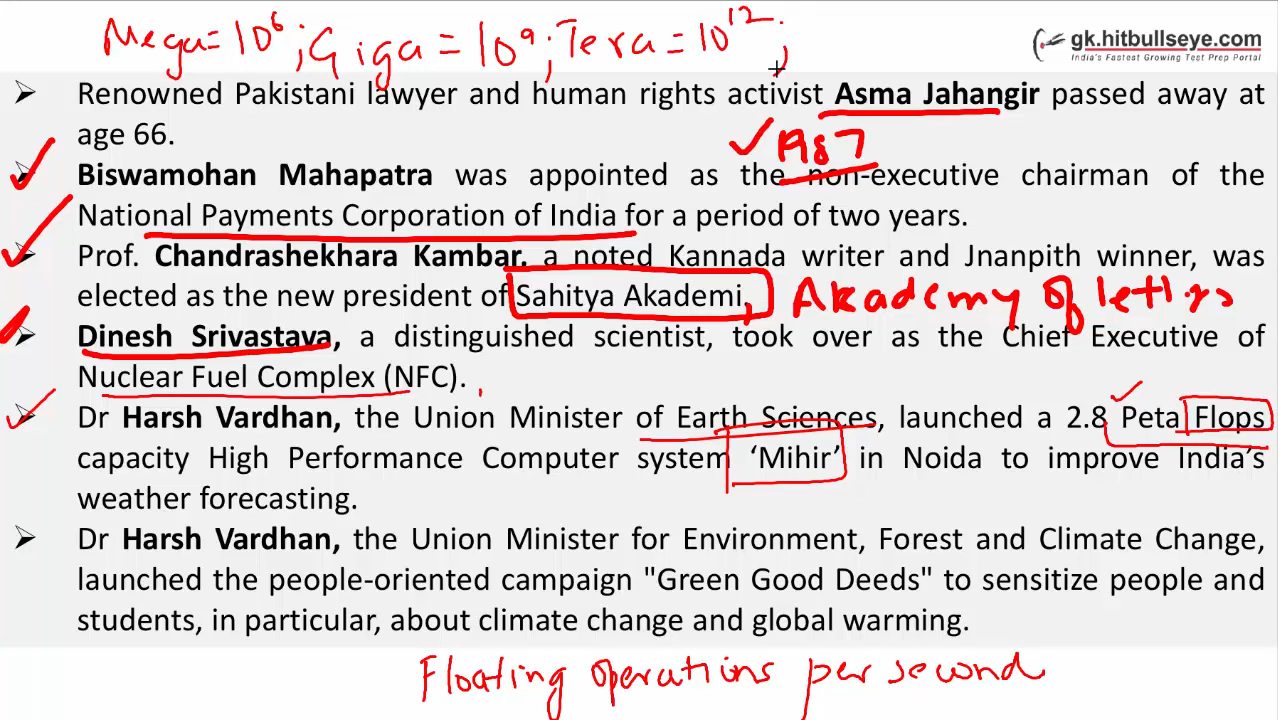 Mega = 10⁶; Giga = 10⁹; Tera = 10¹²;
gk.hitbullseye.com
India's Fastest Growing Test Prep Portal
➢ Renowned Pakistani lawyer and human rights activist Asma Jahangir passed away at
age 66.
1987
➢ Biswamohan Mahapatra was appointed as the non-executive chairman of the
National Payments Corporation of India for a period of two years.
➢ Prof. Chandrashekhara Kambar, a noted Kannada writer and Jnanpith winner, was
elected as the new president of Sahitya Akademi, Akademy of letters
➢ Dinesh Srivastava, a distinguished scientist, took over as the Chief Executive of
Nuclear Fuel Complex (NFC).
➢ Dr Harsh Vardhan, the Union Minister of Earth Sciences, launched a 2.8 Peta Flops
capacity High Performance Computer system ‘Mihir’ in Noida to improve India’s
weather forecasting.
➢ Dr Harsh Vardhan, the Union Minister for Environment, Forest and Climate Change,
launched the people-oriented campaign "Green Good Deeds" to sensitize people and
students, in particular, about climate change and global warming.
Floating operations per second